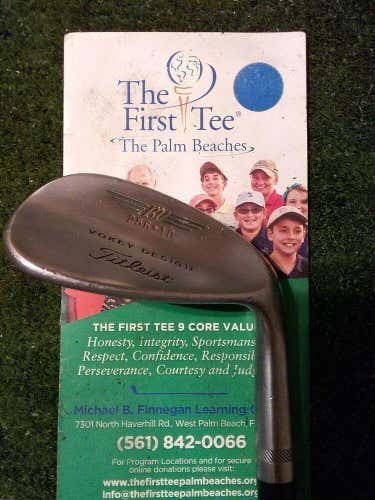 The
First Tee®
The Palm Beaches
VOKEY DESIGN
Titleist
THE FIRST TEE 9 CORE VALU
Honesty, Integrity, Sportsmans
Respect, Confidence, Responsib
Perseverance, Courtesy and Judg
Michael B. Finnegan Learning C
7301 North Haverhill Rd., West Palm Beach, F
(561) 842-0066
For Program Locations and for secure
online donations please visit:
www.thefirstteepalmbeaches.org
Info@thefirstteepalmbeaches.org